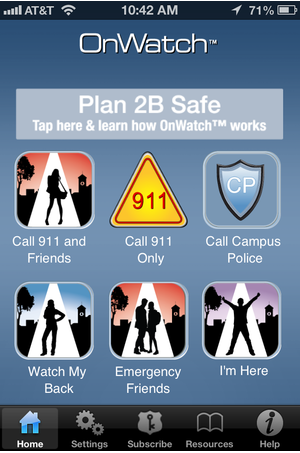 AT&T 10:42 AM 71%
OnWatch™
Plan 2B Safe
Tap here & learn how OnWatch™ works
911
CP
Call 911 and
Friends
Call 911
Only
Call Campus
Police
Watch My
Back
Emergency
Friends
I'm Here
Home Settings Subscribe Resources Help